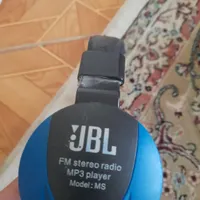 JBL
FM stereo radio
MP3 player
Model: MS